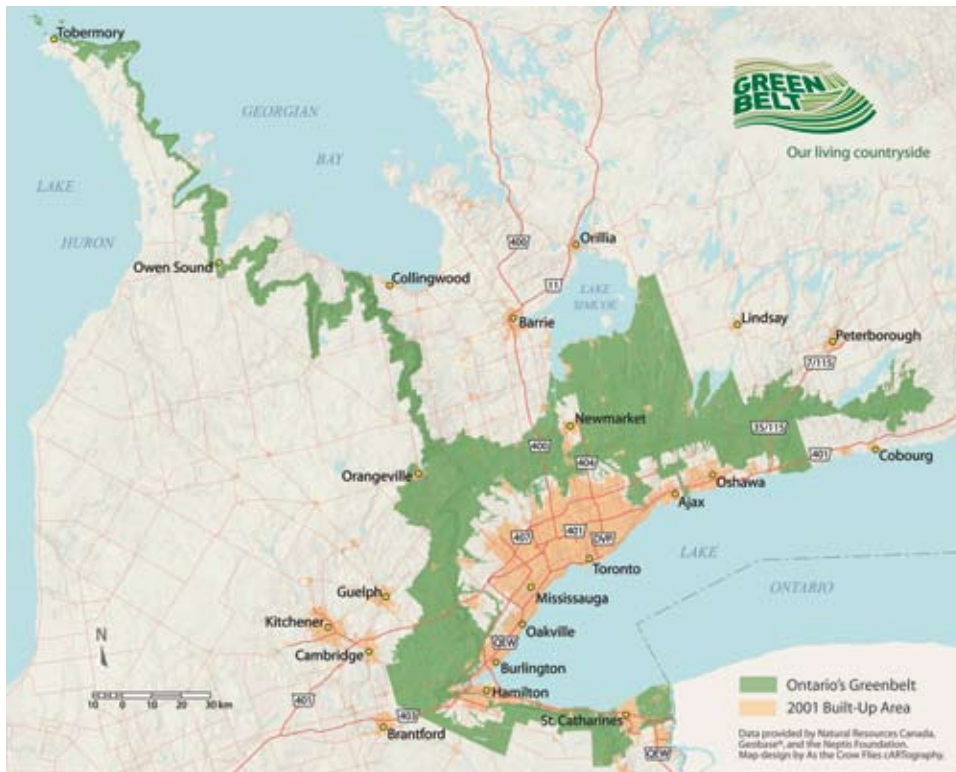 Tobermory
GEORGIAN
BAY
LAKE
HURON
GREEN
BELT
Our living countryside
Owen Sound
Collingwood
400
Orillia
11
LAKE
SIMCOE
Barrie
Lindsay
Peterborough
7/115
Newmarket
400
404
35/115
401
Cobourg
Orangeville
Oshawa
Ajax
407
401
DVP
Toronto
LAKE
ONTARIO
Guelph
Mississauga
Kitchener
Oakville
QEW
Cambridge
Burlington
N
Hamilton
10 0 10 20 30 km
401
403
Brantford
St. Catharines
QEW
Ontario's Greenbelt
2001 Built-Up Area
Data provided by Natural Resources Canada,
Geobase®, and the Neptis Foundation.
Map design by As the Crow Flies cARTography.